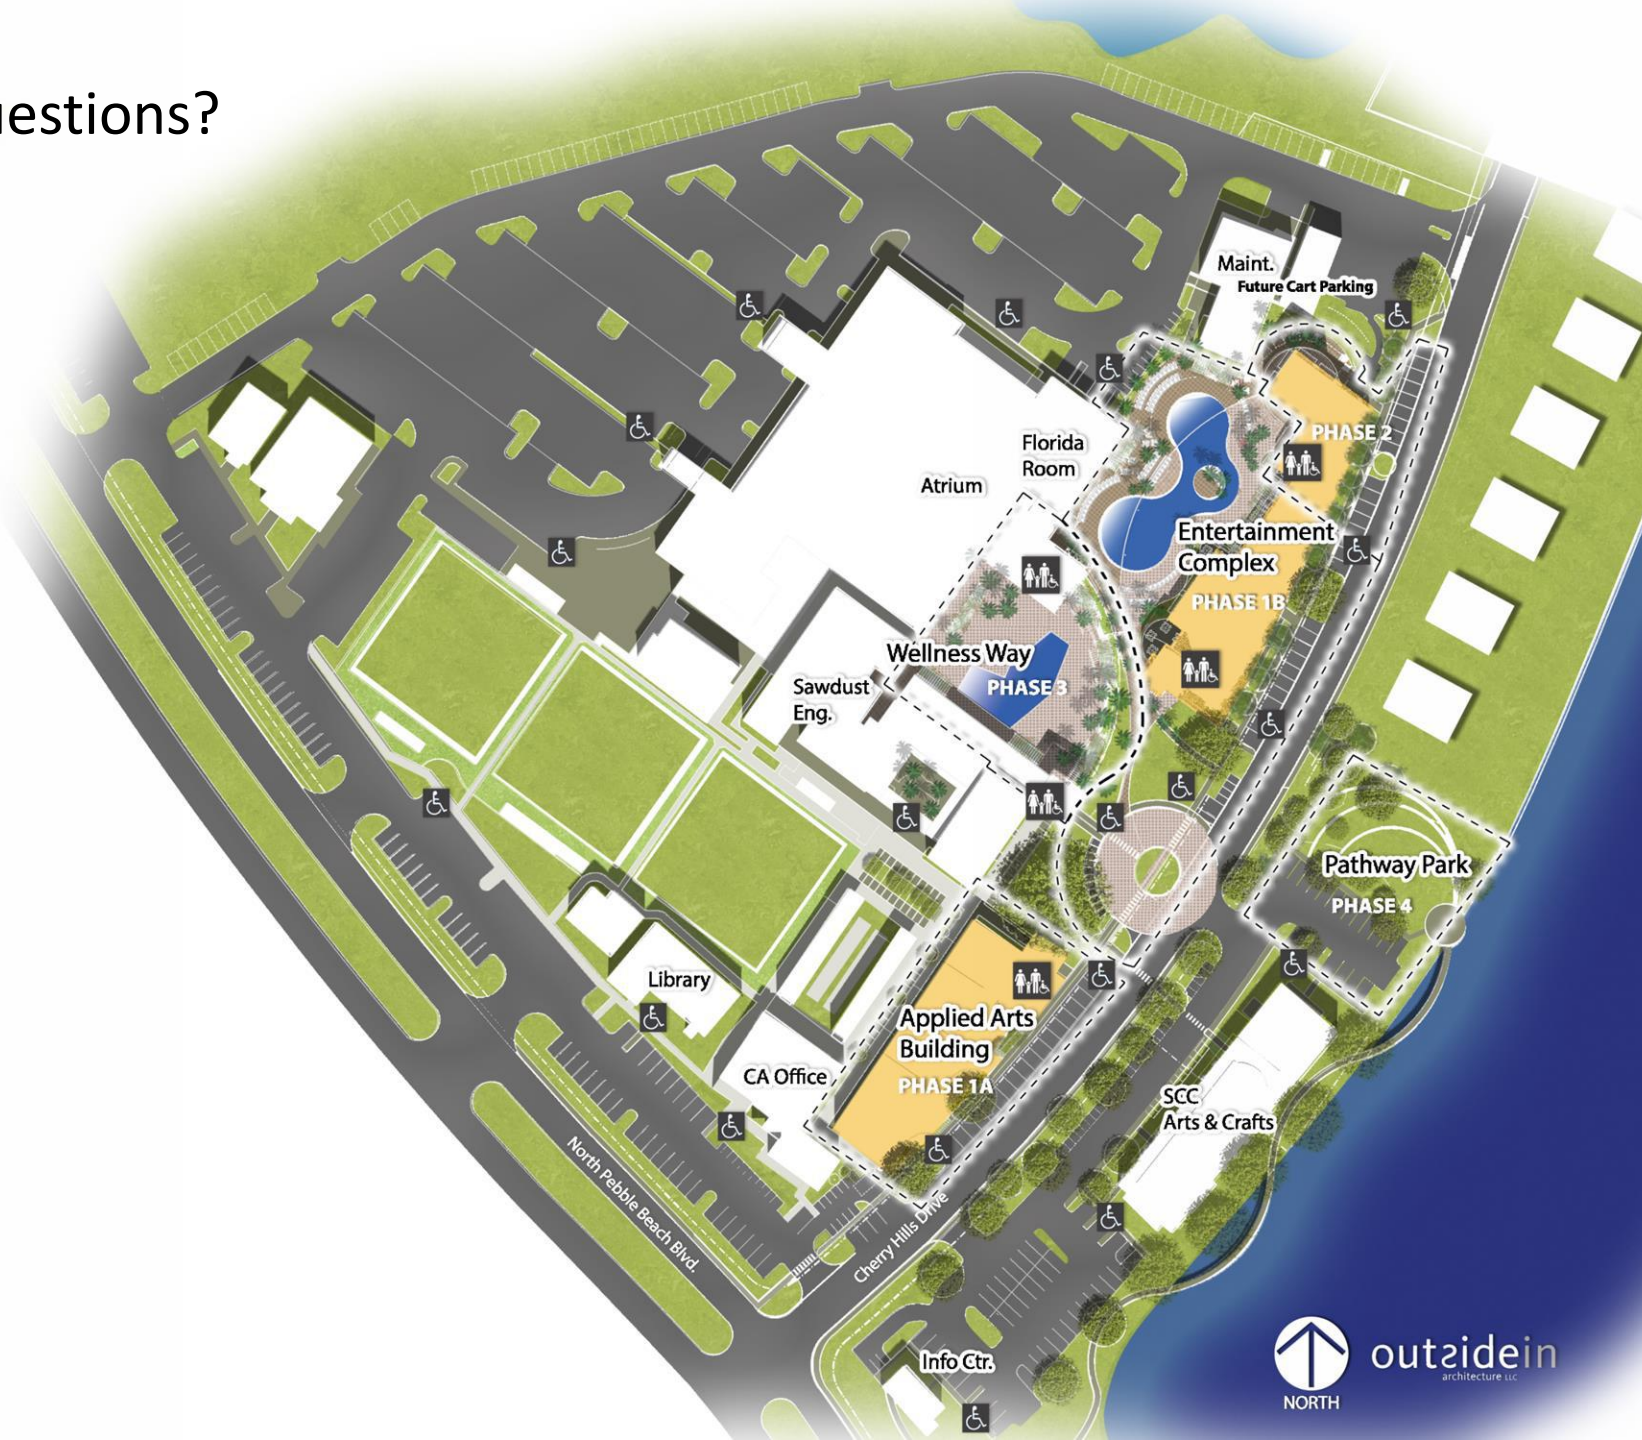 uestions?
Maint.
Future Cart Parking
Florida
Room
Atrium
PHASE 2
Entertainment
Complex
PHASE 1B
Wellness Way
PHASE 3
Sawdust
Eng.
Pathway Park
PHASE 4
Library
Applied Arts
Building
PHASE 1A
CA Office
SCC
Arts & Crafts
North Pebble Beach Blvd.
Cherry Hills Drive
Info Ctr.
NORTH
outsidein
architecture LLC